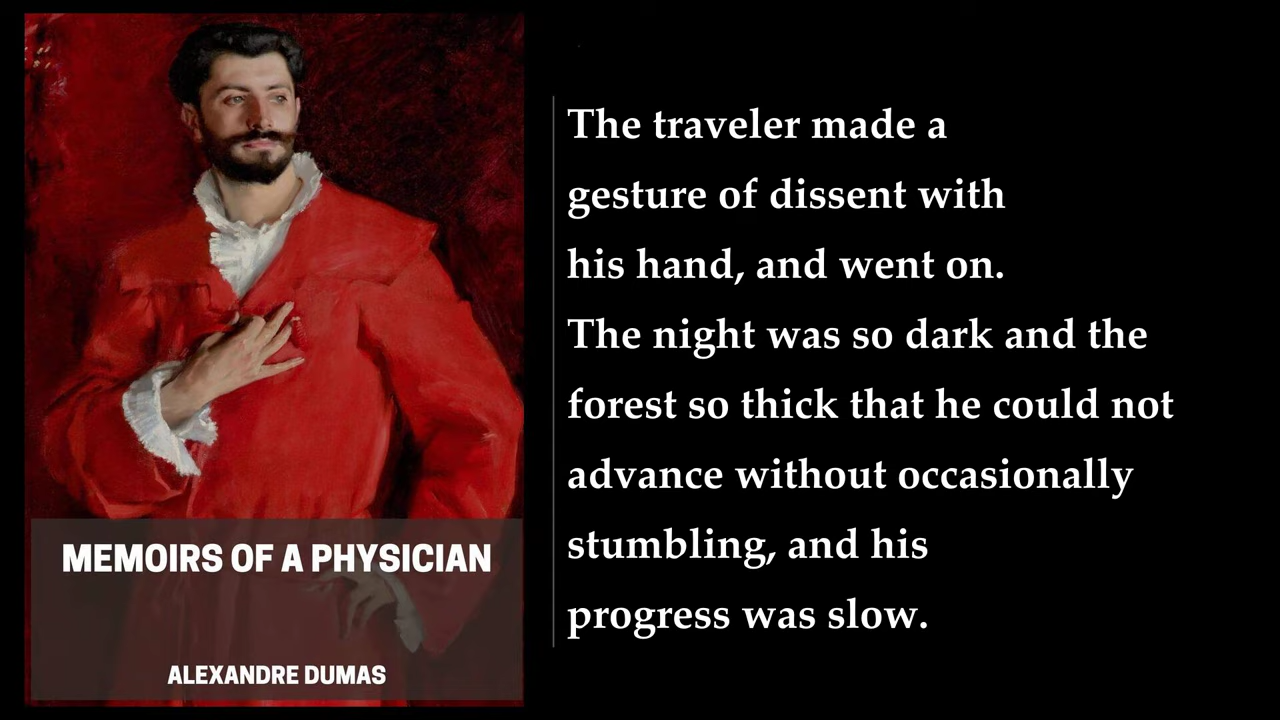 MEMOIRS OF A PHYSICIAN
ALEXANDRE DUMAS
The traveler made a
gesture of dissent with
his hand, and went on.
The night was so dark and the
forest so thick that he could not
advance without occasionally
stumbling, and his
progress was slow.